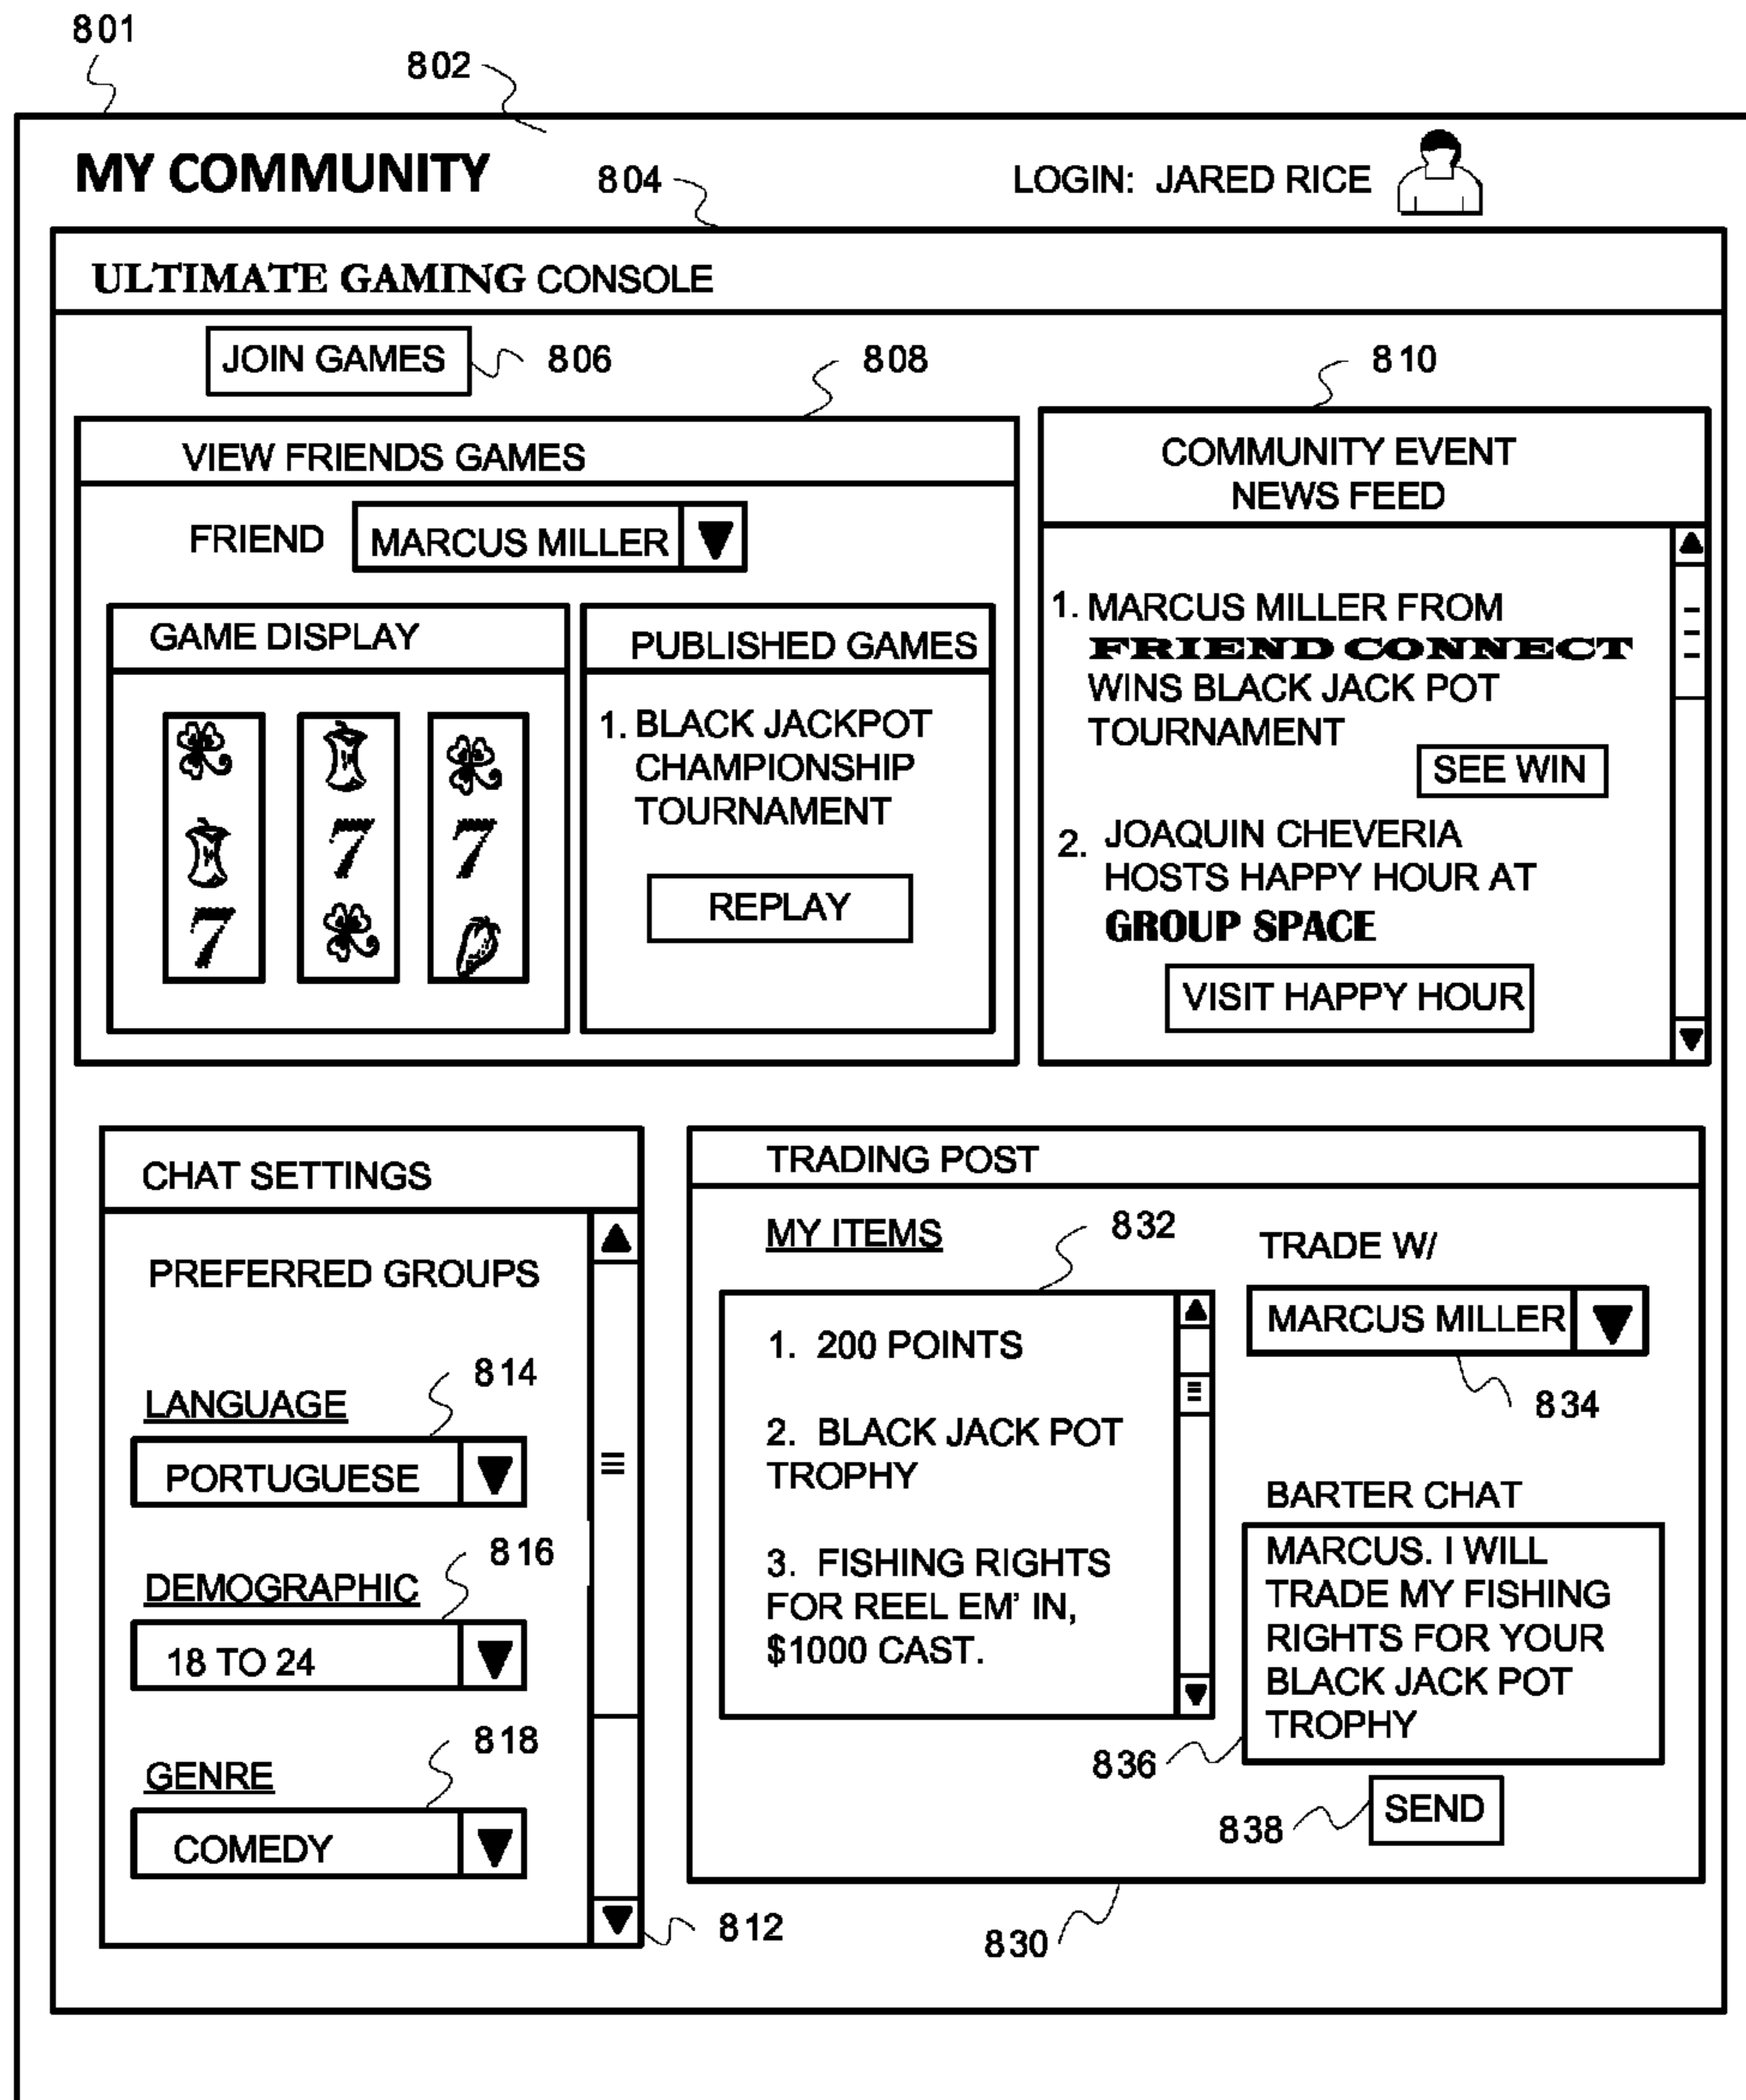 801
802
MY COMMUNITY
804
LOGIN: JARED RICE
ULTIMATE GAMING CONSOLE
JOIN GAMES
806
808
810
VIEW FRIENDS GAMES
FRIEND
MARCUS MILLER
GAME DISPLAY
7
7
7
PUBLISHED GAMES
1. BLACK JACKPOT
CHAMPIONSHIP
TOURNAMENT
REPLAY
COMMUNITY EVENT
NEWS FEED
1. MARCUS MILLER FROM
FRIEND CONNECT
WINS BLACK JACK POT
TOURNAMENT
SEE WIN
2. JOAQUIN CHEVERIA
HOSTS HAPPY HOUR AT
GROUP SPACE
VISIT HAPPY HOUR
CHAT SETTINGS
PREFERRED GROUPS
814
LANGUAGE
PORTUGUESE
816
DEMOGRAPHIC
18 TO 24
818
GENRE
COMEDY
812
TRADING POST
MY ITEMS
832
1. 200 POINTS
2. BLACK JACK POT
TROPHY
3. FISHING RIGHTS
FOR REEL EM' IN,
$1000 CAST.
TRADE W/
MARCUS MILLER
834
BARTER CHAT
MARCUS. I WILL
TRADE MY FISHING
RIGHTS FOR YOUR
BLACK JACK POT
TROPHY
836
SEND
838
830